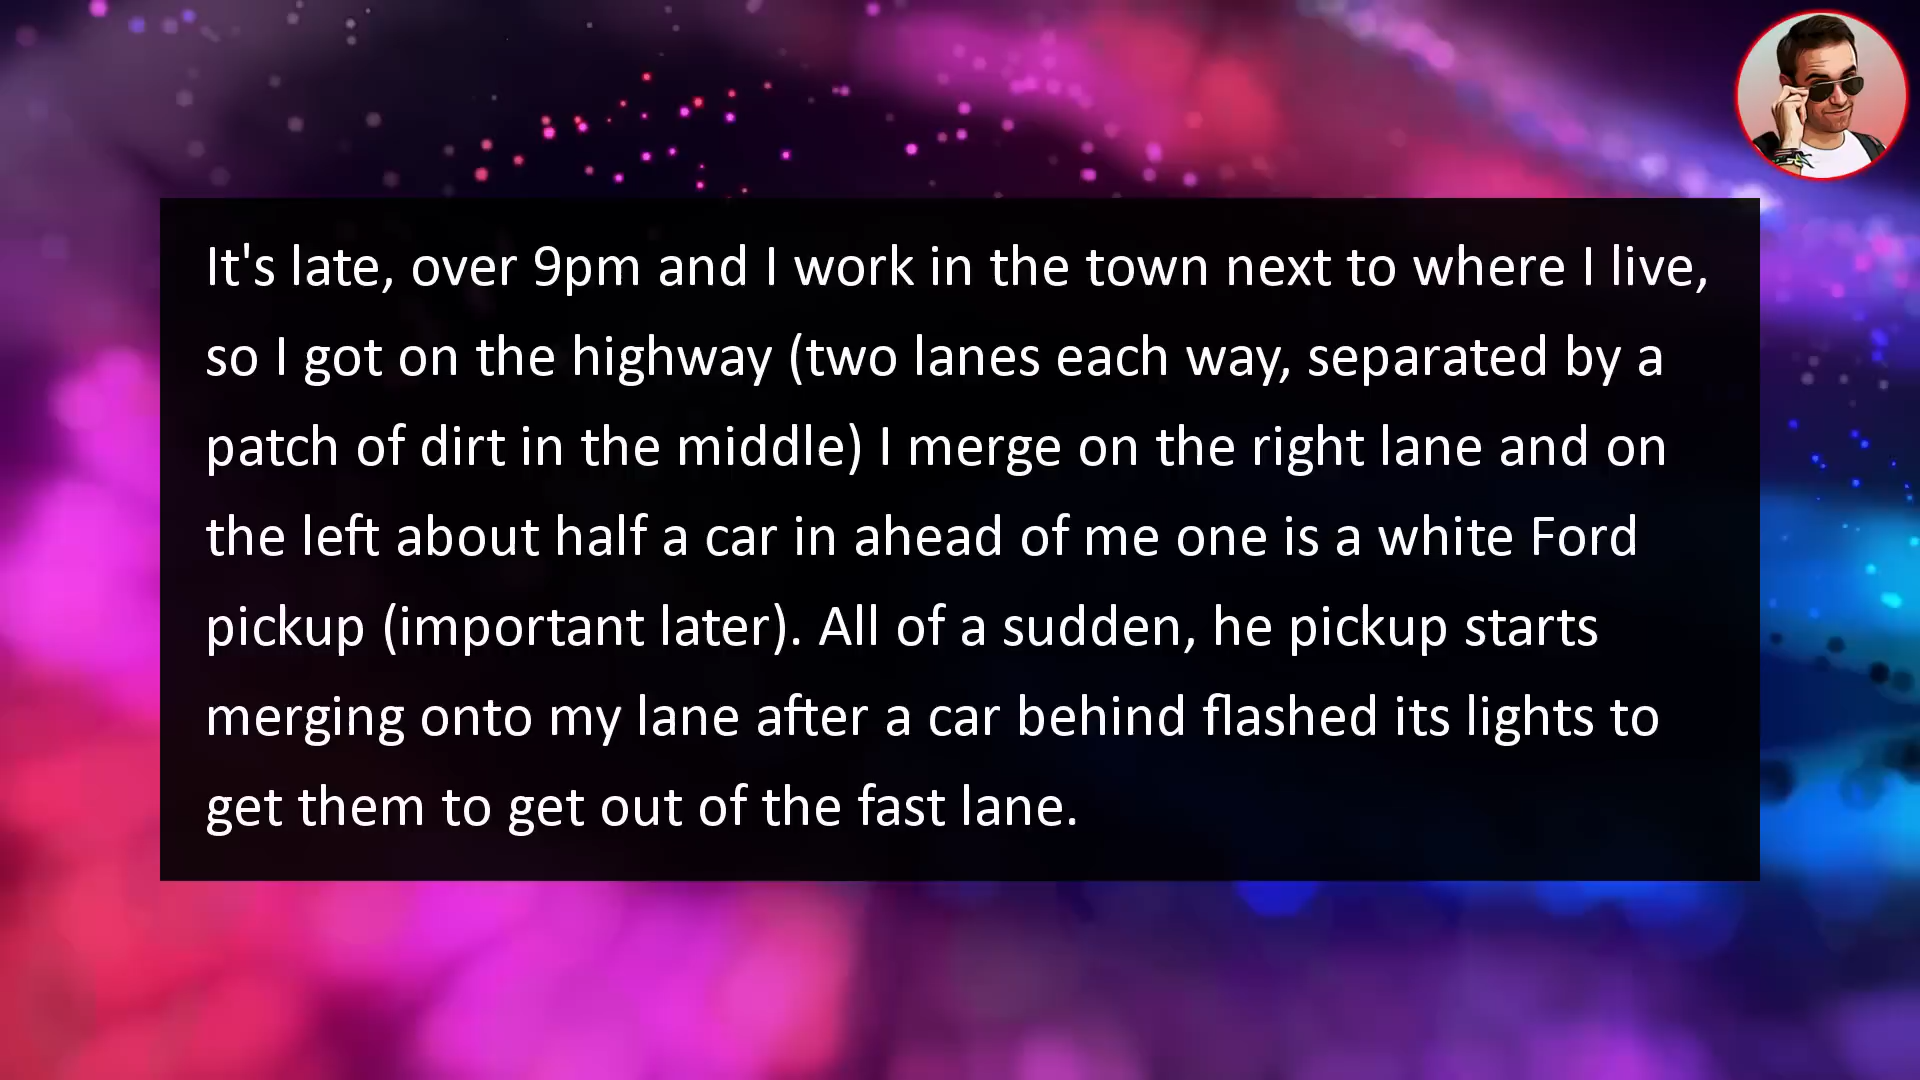 It's late, over 9pm and I work in the town next to where I live,
so I got on the highway (two lanes each way, separated by a
patch of dirt in the middle) I merge on the right lane and on
the left about half a car in ahead of me one is a white Ford
pickup (important later). All of a sudden, he pickup starts
merging onto my lane after a car behind flashed its lights to
get them to get out of the fast lane.